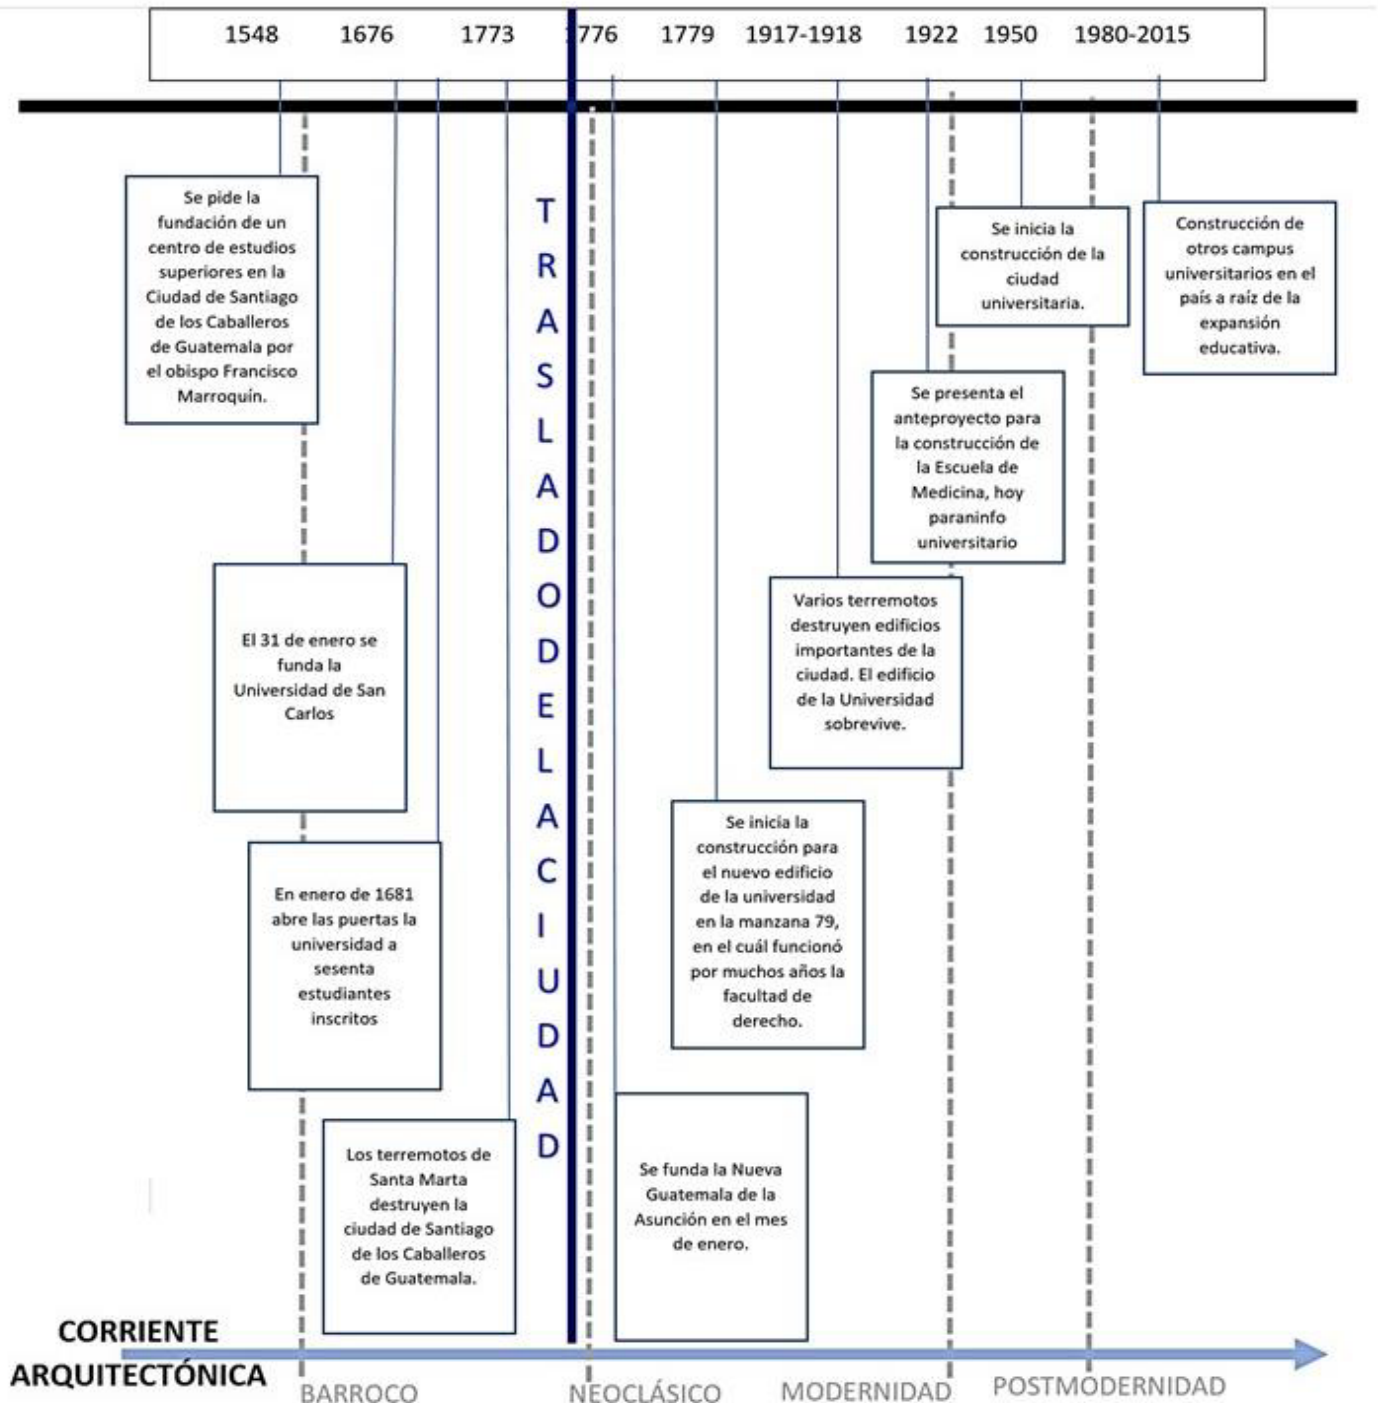 1548 1676 1773 1776 1779 1917-1918 1922 1950 1980-2015
Se pide la
fundación de un
centro de estudios
superiores en la
Ciudad de Santiago
de los Caballeros
de Guatemala por
el obispo Francisco
Marroquín.
El 31 de enero se
funda la
Universidad de San
Carlos
En enero de 1681
abre las puertas la
universidad a
sesenta
estudiantes
inscritos
Los terremotos de
Santa Marta
destruyen la
ciudad de Santiago
de los Caballeros
de Guatemala.
T
R
A
S
L
A
D
O
D
E
L
A
C
I
U
D
A
D
Se funda la Nueva
Guatemala de la
Asunción en el mes
de enero.
Se inicia la
construcción para
el nuevo edificio
de la universidad
en la manzana 79,
en el cuál funcionó
por muchos años la
facultad de
derecho.
Varios terremotos
destruyen edificios
importantes de la
ciudad. El edificio
de la Universidad
sobrevive.
Se presenta el
anteproyecto para
la construcción de
la Escuela de
Medicina, hoy
paraninfo
universitario
Se inicia la
construcción de la
ciudad
universitaria.
Construcción de
otros campus
universitarios en el
país a raíz de la
expansión
educativa.
CORRIENTE
ARQUITECTÓNICA
BARROCO NEOCLÁSICO MODERNIDAD POSTMODERNIDAD